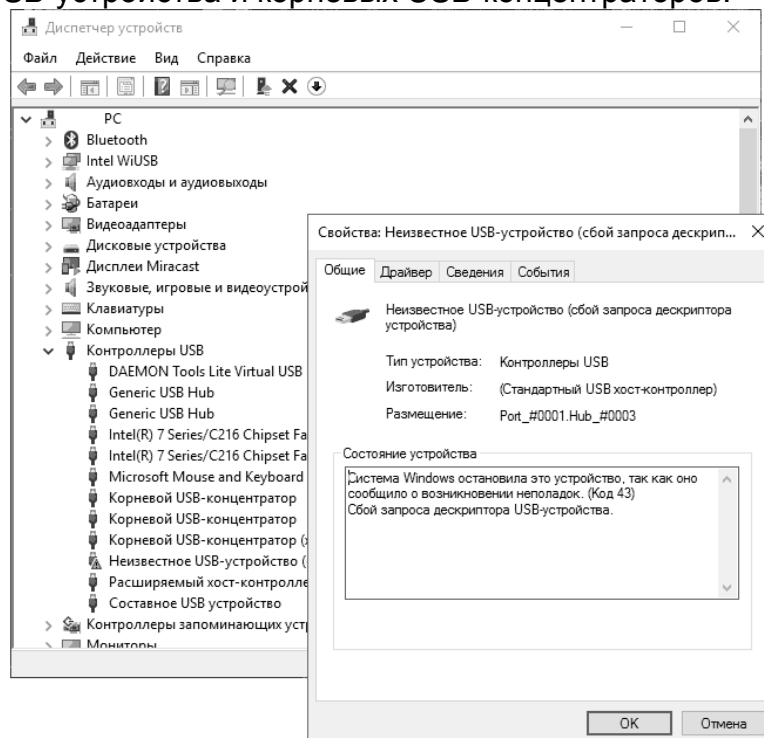 SB-устройства и корневых USB-концентраторов.
Диспетчер устройств
Файл Действие Вид Справка
PC
Bluetooth
Intel WiUSB
Аудиовходы и аудиовыходы
Батареи
Видеоадаптеры
Дисковые устройства
Дисплеи Miracast
Звуковые, игровые и видеоустрой
Клавиатуры
Компьютер
Контроллеры USB
DAEMON Tools Lite Virtual USB
Generic USB Hub
Generic USB Hub
Intel(R) 7 Series/C216 Chipset Fa
Intel(R) 7 Series/C216 Chipset Fa
Microsoft Mouse and Keyboard
Корневой USB-концентратор
Корневой USB-концентратор
Корневой USB-концентратор (
Неизвестное USB-устройство (
Расширяемый хост-контролле
Составное USB устройство
Контроллеры запоминающих уст
Мониторы
Свойства: Неизвестное USB-устройство (сбой запроса дескрип...
Общие Драйвер Сведения События
Неизвестное USB-устройство (сбой запроса дескриптора
устройства)
Тип устройства: Контроллеры USB
Изготовитель: (Стандартный USB хост-контроллер)
Размещение: Port_#0001.Hub_#0003
Состояние устройства
Система Windows остановила это устройство, так как оно
сообщило о возникновении неполадок. (Код 43)
Сбой запроса дескриптора USB-устройства.
OK Отмена